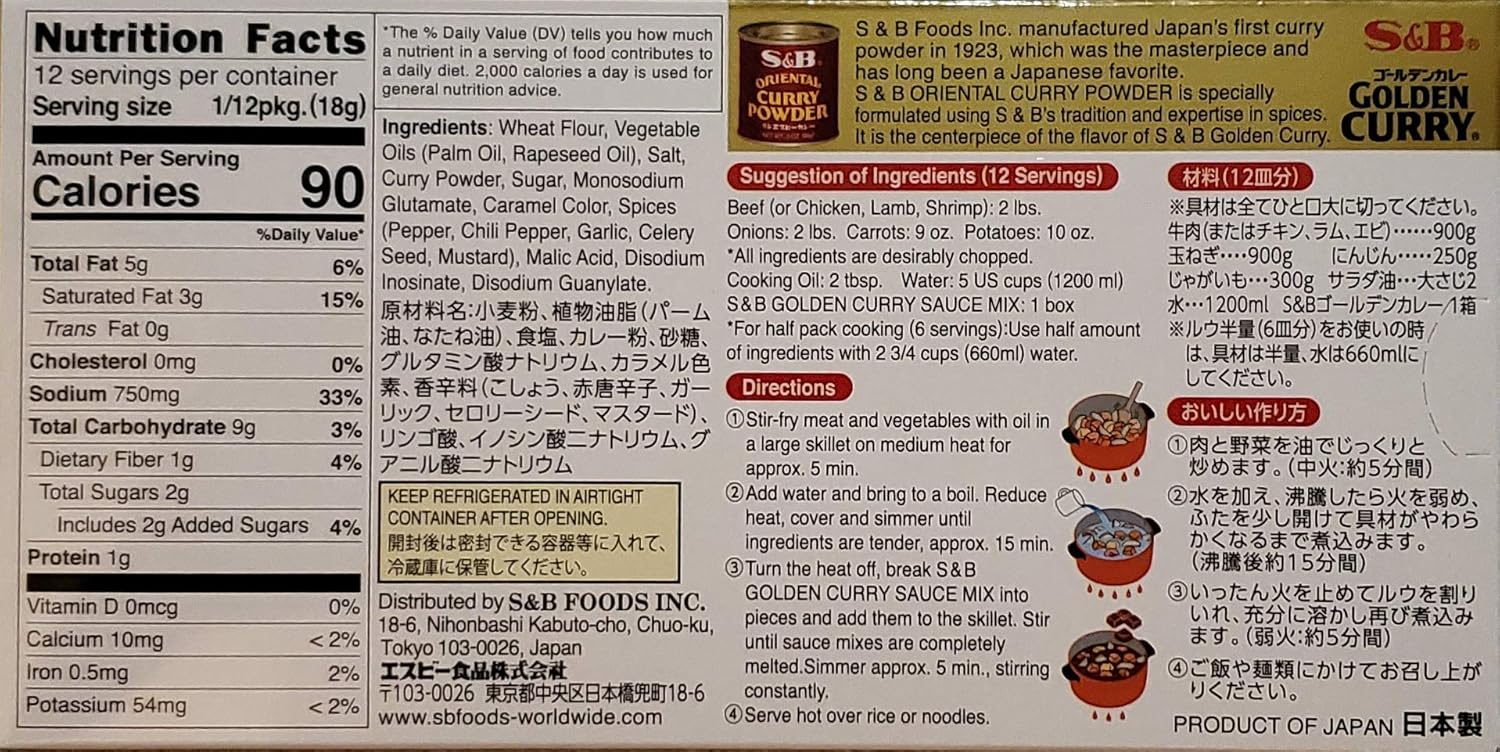 Nutrition Facts
12 servings per container
Serving size 1/12pkg.(18g)
Amount Per Serving
Calories 90
%Daily Value*
Total Fat 5g 6%
Saturated Fat 3g 15%
Trans Fat 0g
Cholesterol 0mg 0%
Sodium 750mg 33%
Total Carbohydrate 9g 3%
Dietary Fiber 1g 4%
Total Sugars 2g
Includes 2g Added Sugars 4%
Protein 1g
Vitamin D 0mcg 0%
Calcium 10mg < 2%
Iron 0.5mg 2%
Potassium 54mg < 2%
*The % Daily Value (DV) tells you how much
a nutrient in a serving of food contributes to
a daily diet. 2,000 calories a day is used for
general nutrition advice.
Ingredients: Wheat Flour, Vegetable
Oils (Palm Oil, Rapeseed Oil), Salt,
Curry Powder, Sugar, Monosodium
Glutamate, Caramel Color, Spices
(Pepper, Chili Pepper, Garlic, Celery
Seed, Mustard), Malic Acid, Disodium
Inosinate, Disodium Guanylate.
原材料名:小麦粉、植物油脂(パーム
油、なたね油)、食塩、カレー粉、砂糖、
グルタミン酸ナトリウム、カラメル色
素、香辛料(こしょう、赤唐辛子、ガー
リック、セロリーシード、マスタード)、
リンゴ酸、イノシン酸二ナトリウム、グ
アニル酸二ナトリウム
KEEP REFRIGERATED IN AIRTIGHT
CONTAINER AFTER OPENING.
開封後は密封できる容器等に入れて、
冷蔵庫に保管してください。
Distributed by S&B FOODS INC.
18-6, Nihonbashi Kabuto-cho, Chuo-ku,
Tokyo 103-0026, Japan
エスビー食品株式会社
〒103-0026 東京都中央区日本橋兜町18-6
www.sbfoods-worldwide.com
S&B
ORIENTAL
CURRY
POWDER
S & B Foods Inc. manufactured Japan's first curry
powder in 1923, which was the masterpiece and
has long been a Japanese favorite.
S & B ORIENTAL CURRY POWDER is specially
formulated using S & B's tradition and expertise in spices.
It is the centerpiece of the flavor of S & B Golden Curry.
S&B®
ゴールデンカレー
GOLDEN
CURRY®
Suggestion of Ingredients (12 Servings)
Beef (or Chicken, Lamb, Shrimp): 2 lbs.
Onions: 2 lbs. Carrots: 9 oz. Potatoes: 10 oz.
*All ingredients are desirably chopped.
Cooking Oil: 2 tbsp. Water: 5 US cups (1200 ml)
S&B GOLDEN CURRY SAUCE MIX: 1 box
*For half pack cooking (6 servings):Use half amount
of ingredients with 2 3/4 cups (660ml) water.
Directions
①Stir-fry meat and vegetables with oil in
a large skillet on medium heat for
approx. 5 min.
②Add water and bring to a boil. Reduce
heat, cover and simmer until
ingredients are tender, approx. 15 min.
③Turn the heat off, break S&B
GOLDEN CURRY SAUCE MIX into
pieces and add them to the skillet. Stir
until sauce mixes are completely
melted.Simmer approx. 5 min., stirring
constantly.
④Serve hot over rice or noodles.
材料(12皿分)
※具材は全てひと口大に切ってください。
牛肉(またはチキン、ラム、エビ)……900g
玉ねぎ‥‥900g にんじん‥‥‥250g
じゃがいも…300g サラダ油…大さじ2
水…1200ml S&Bゴールデンカレー/1箱
※ルウ半量(6皿分)をお使いの時
は、具材は半量、水は660mlに
してください。
おいしい作り方
①肉と野菜を油でじっくりと
炒めます。(中火:約5分間)
②水を加え、沸騰したら火を弱め、
ふたを少し開けて具材がやわら
かくなるまで煮込みます。
(沸騰後約15分間)
③いったん火を止めてルウを割り
いれ、充分に溶かし再び煮込み
ます。(弱火:約5分間)
④ご飯や麺類にかけてお召し上が
りください。
PRODUCT OF JAPAN 日本製